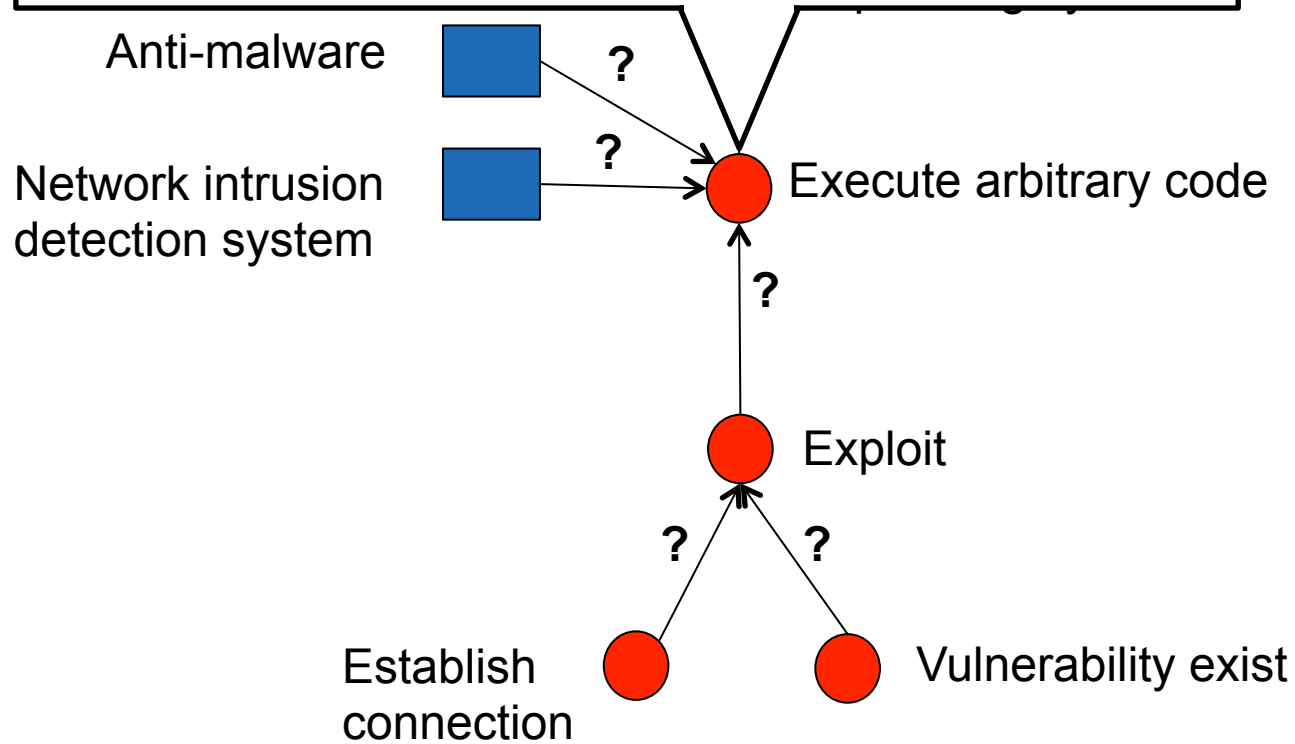 Anti-malware
?
?
Network intrusion
detection system
Execute arbitrary code
?
Exploit
?
?
Establish
connection
Vulnerability exist